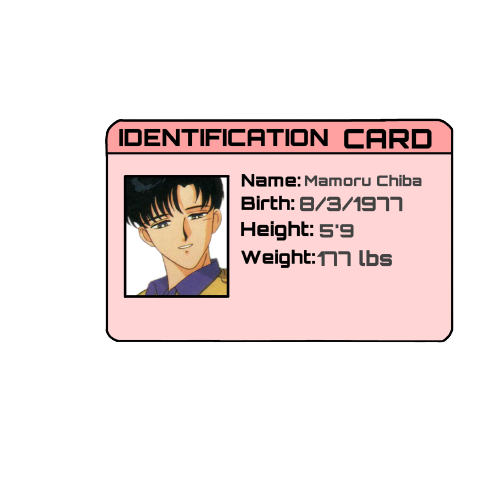 IDENTIFICATION CARD
Name: Mamoru Chiba
Birth: 8/3/1977
Height: 5'9
Weight: 177 lbs